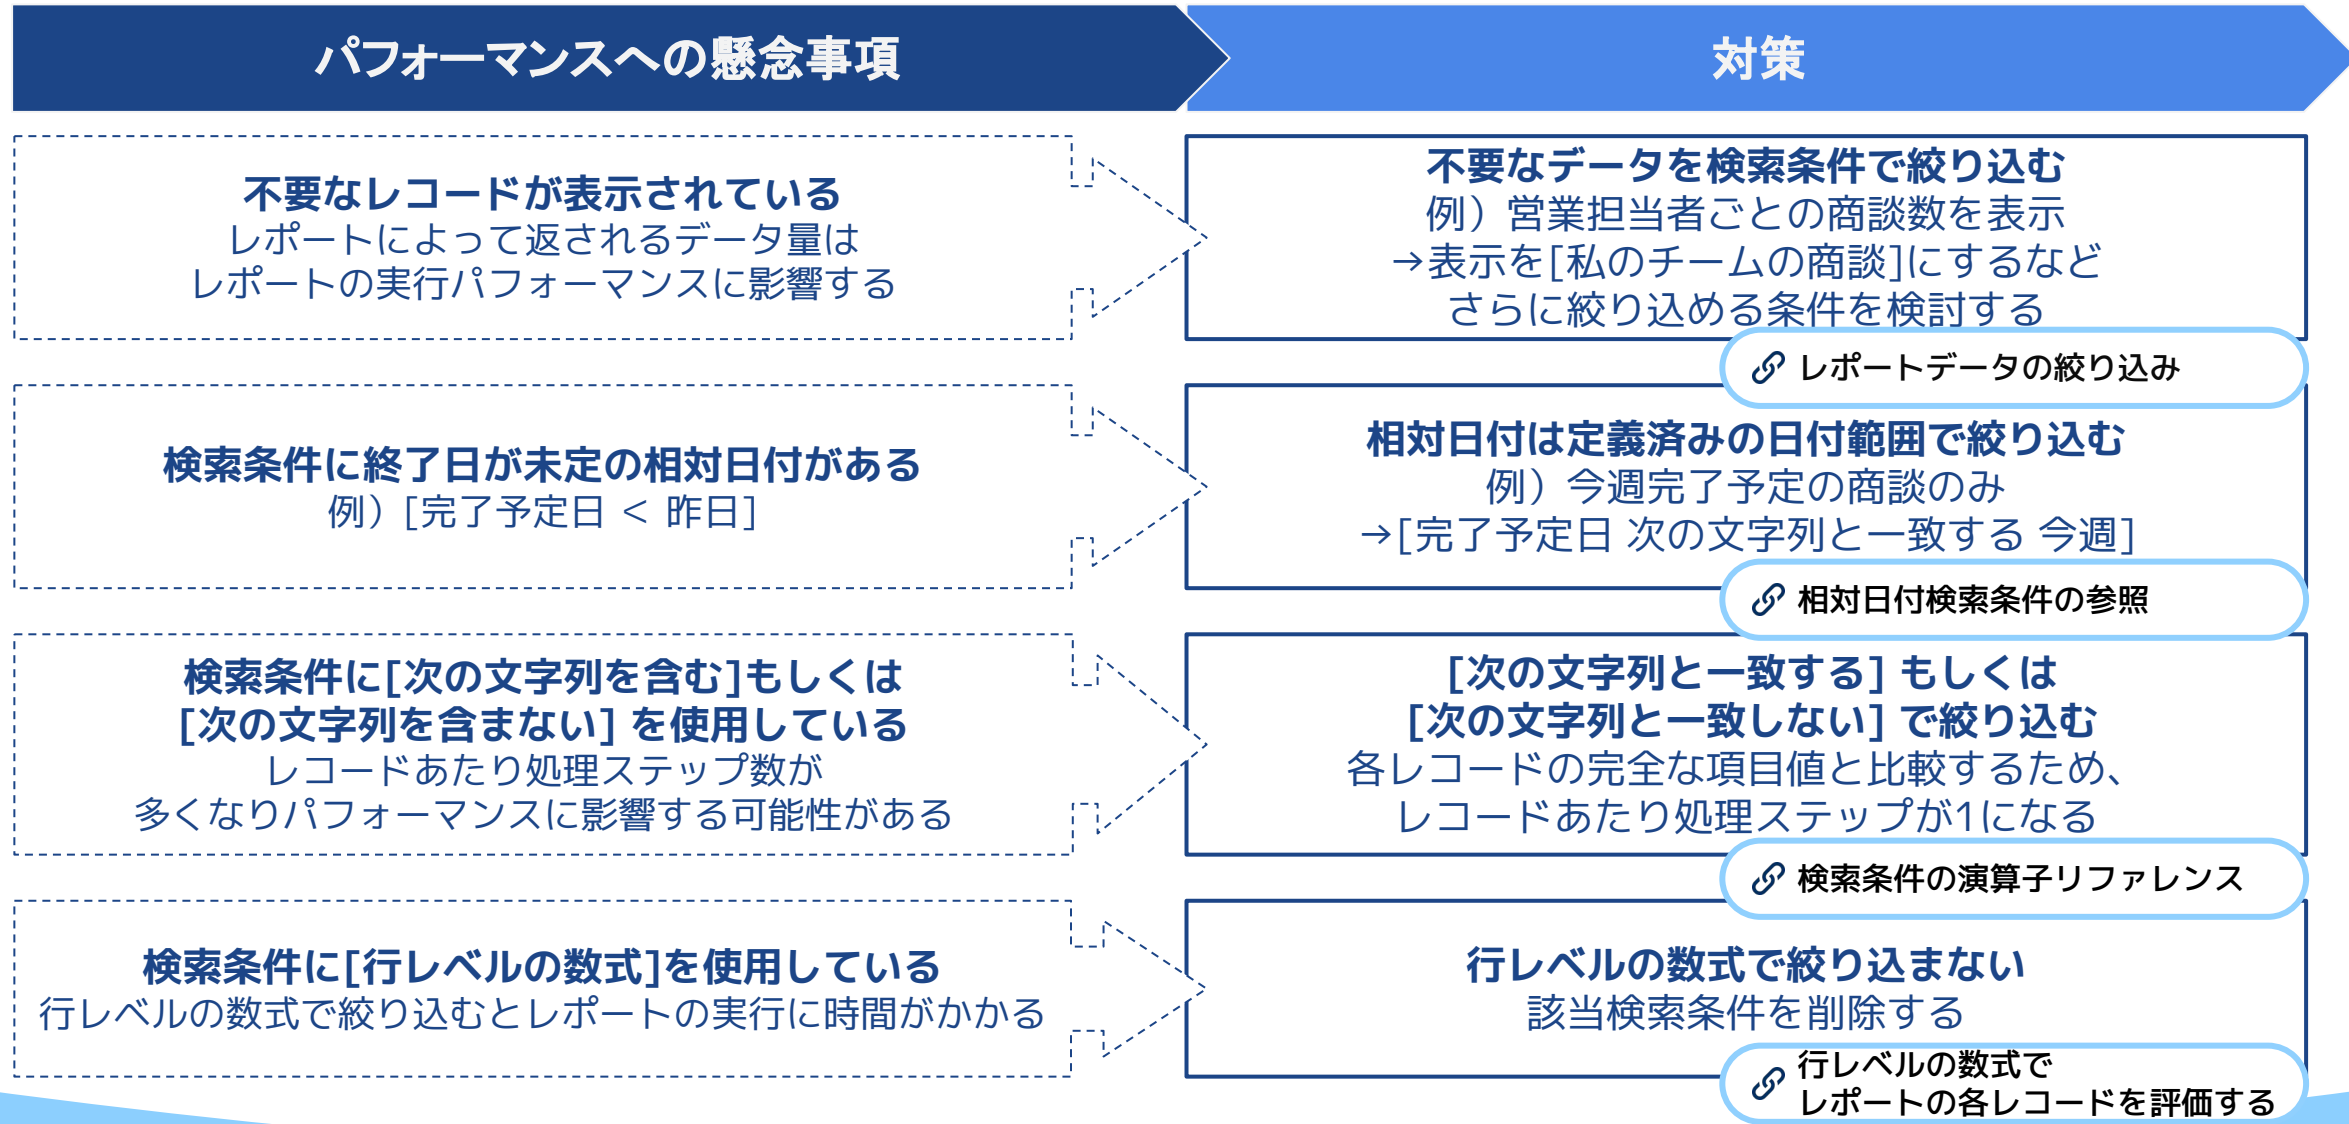 パフォーマンスへの懸念事項
対策
不要なレコードが表示されている
レポートによって返されるデータ量は
レポートの実行パフォーマンスに影響する
不要なデータを検索条件で絞り込む
例）営業担当者ごとの商談数を表示
→表示を[私のチームの商談]にするなど
さらに絞り込める条件を検討する
レポートデータの絞り込み
検索条件に終了日が未定の相対日付がある
例）[完了予定日 < 昨日]
相対日付は定義済みの日付範囲で絞り込む
例）今週完了予定の商談のみ
→[完了予定日 次の文字列と一致する 今週]
相対日付検索条件の参照
検索条件に[次の文字列を含む]もしくは
[次の文字列を含まない] を使用している
レコードあたり処理ステップ数が
多くなりパフォーマンスに影響する可能性がある
[次の文字列と一致する] もしくは
[次の文字列と一致しない] で絞り込む
各レコードの完全な項目値と比較するため、
レコードあたり処理ステップが1になる
検索条件の演算子リファレンス
検索条件に[行レベルの数式]を使用している
行レベルの数式で絞り込むとレポートの実行に時間がかかる
行レベルの数式で絞り込まない
該当検索条件を削除する
行レベルの数式で
レポートの各レコードを評価する